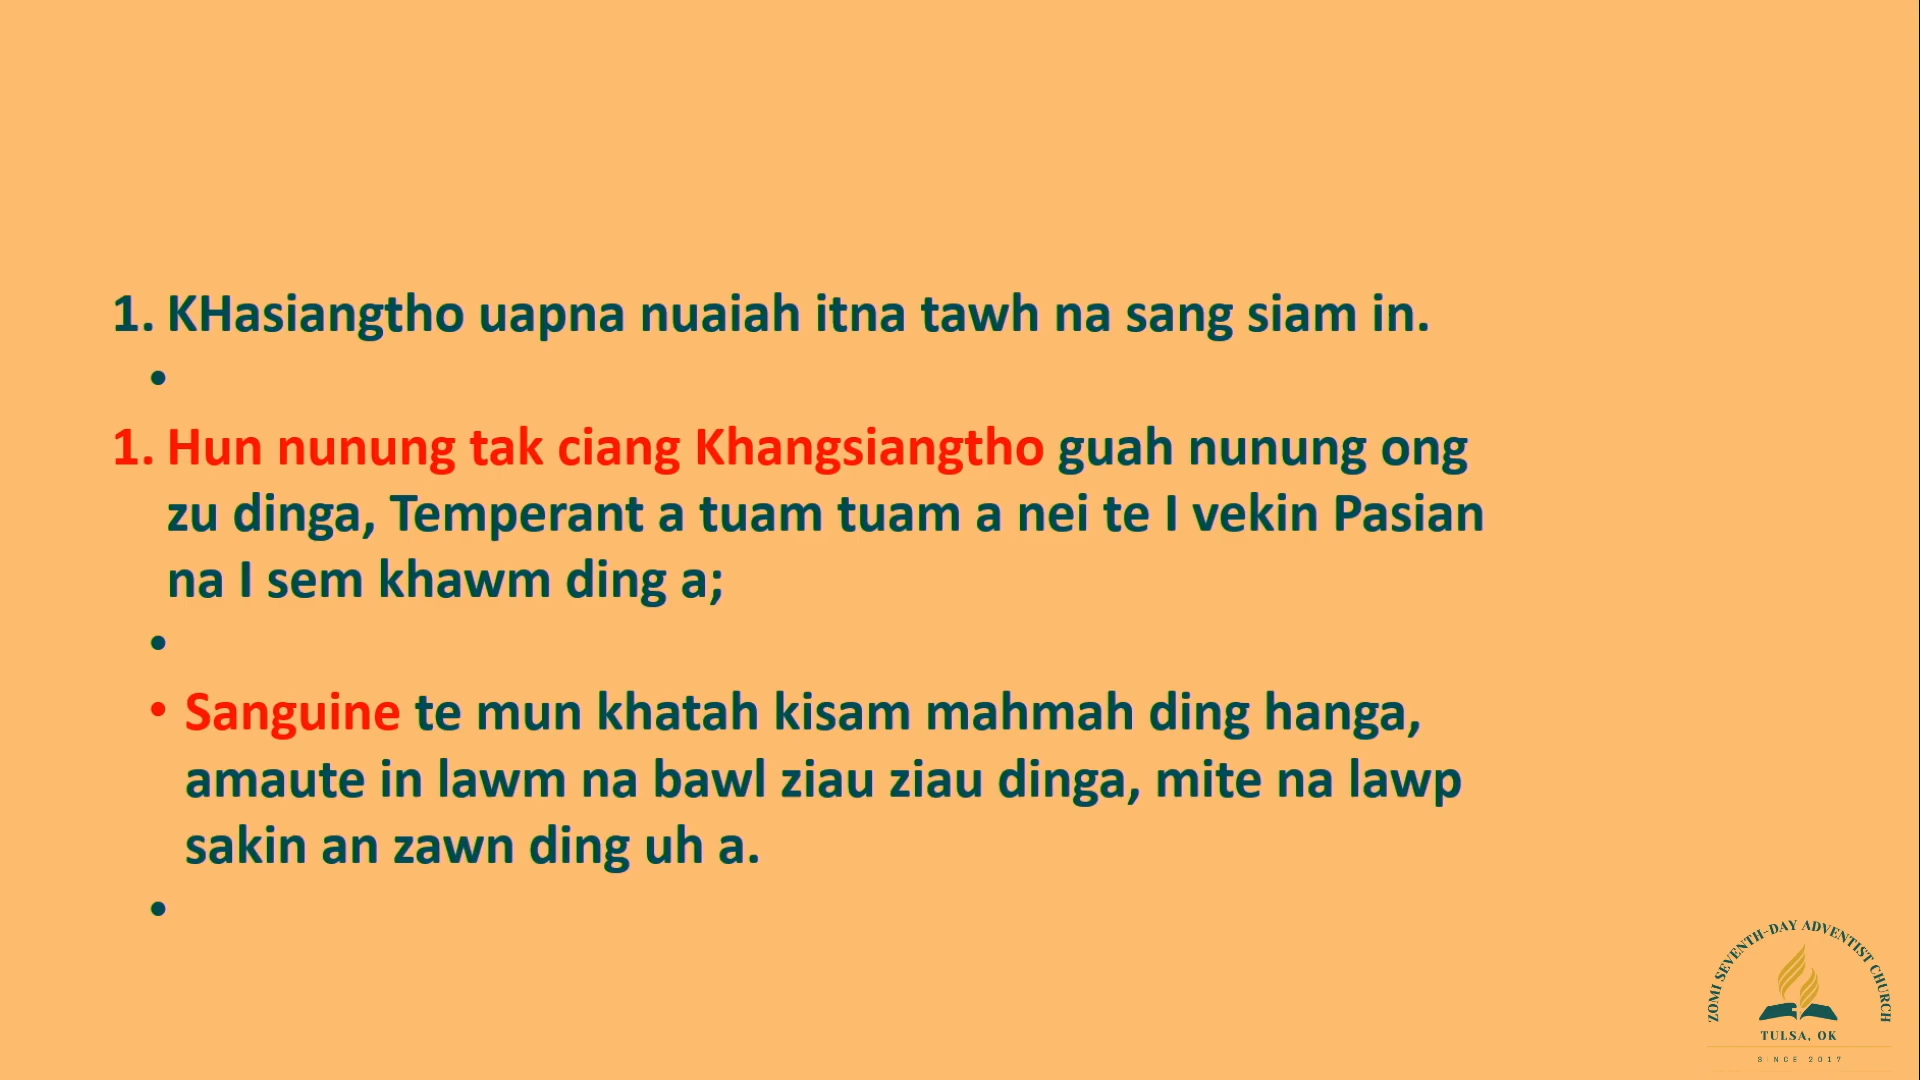 1. KHasiangtho uapna nuaiah itna tawh na sang siam in.
•
1. Hun nunung tak ciang Khangsiangtho guah nunung ong
zu dinga, Temperant a tuam tuam a nei te I vekin Pasian
na I sem khawm ding a;
•
• Sanguine te mun khatah kisam mahmah ding hanga,
amaute in lawm na bawl ziau ziau dinga, mite na lawp
sakin an zawn ding uh a.
•
ZOMI SEVENTH-DAY ADVENTIST CHURCH
TULSA, OK
SINCE 2017